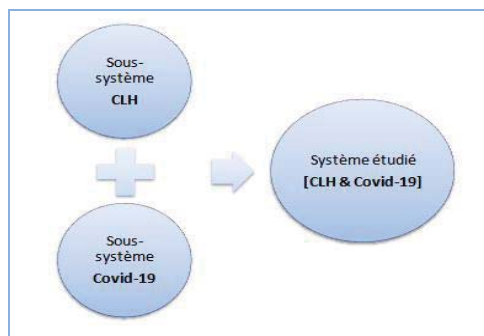 Sous-
système
CLH
Système étudié
[CLH & Covid-19]
Sous-
système
Covid-19